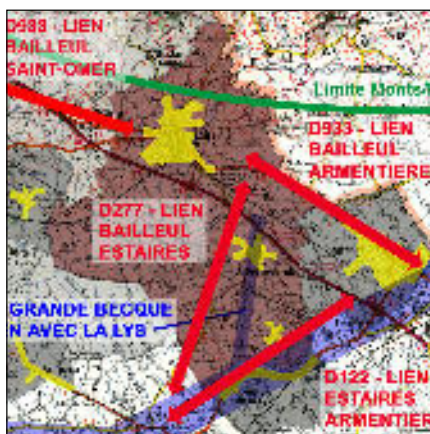 D933 - LIEN
BAILLEUL
SAINT-OMER
Limite Monts
D933 - LIEN
BAILLEUL
ARMENTIERE
D277 - LIEN
BAILLEUL
ESTAIRES
GRANDE BECQUE
N AVEC LA LYS
D122 - LIEN
ESTAIRES
ARMENTIERE